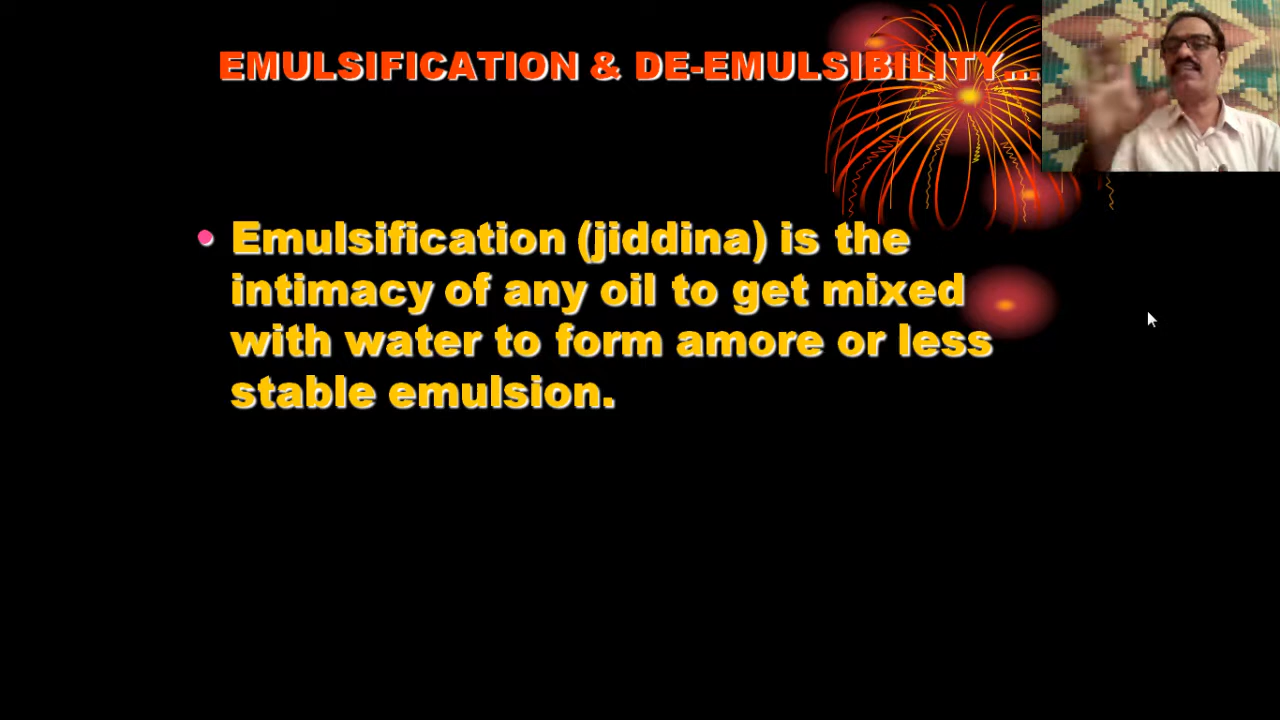 EMULSIFICATION & DE-EMULSIBILITY...
• Emulsification (jiddina) is the
intimacy of any oil to get mixed
with water to form amore or less
stable emulsion.